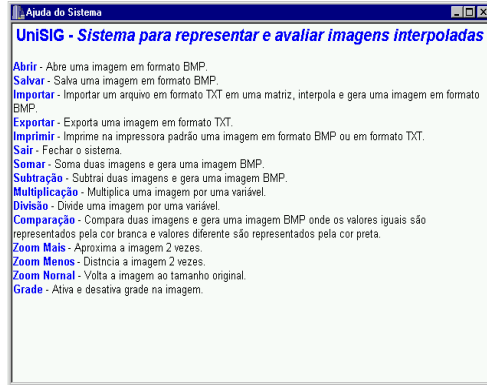 Ajuda do Sistema
UniSIG - Sistema para representar e avaliar imagens interpoladas
Abrir - Abre uma imagem em formato BMP.
Salvar - Salva uma imagem em formato BMP.
Importar - Importar um arquivo em formato TXT em uma matriz, interpola e gera uma imagem em formato
BMP.
Exportar - Exporta uma imagem em formato TXT.
Imprimir - Imprime na impressora padrão uma imagem em formato BMP ou em formato TXT.
Sair - Fechar o sistema.
Somar - Soma duas imagens e gera uma imagem BMP.
Subtração - Subtrai duas imagens e gera uma imagem BMP.
Multiplicação - Multiplica uma imagem por uma variável.
Divisão - Divide uma imagem por uma variável.
Comparação - Compara duas imagens e gera uma imagem BMP onde os valores iguais são
representados pela cor branca e valores diferente são representados pela cor preta.
Zoom Mais - Aproxima a imagem 2 vezes.
Zoom Menos - Distncia a imagem 2 vezes.
Zoom Nornal - Volta a imagem ao tamanho original.
Grade - Ativa e desativa grade na imagem.